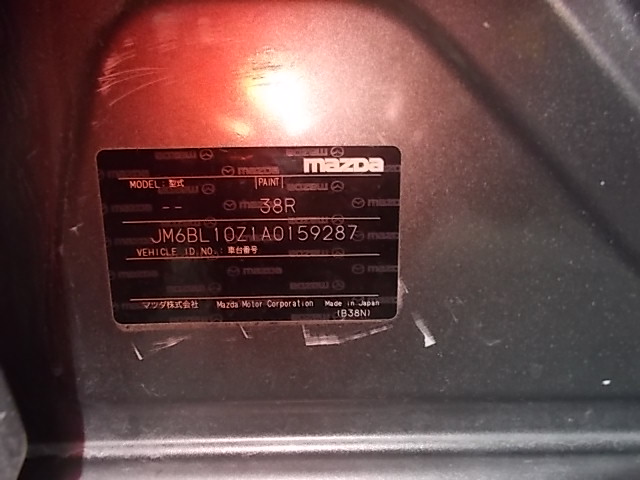 mazda
MODEL:型式 PAINT
-- 38R
JM6BL10Z1A0159287
VEHICLE ID.NO.:車台番号
マツダ株式会社 Mazda Motor Corporation Made in Japan
(B38N)